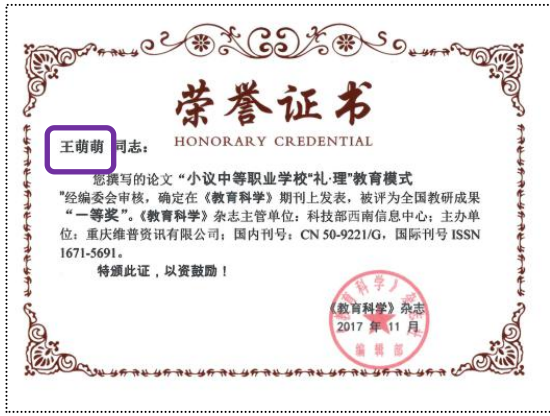 荣誉证书
HONORARY CREDENTIAL
王萌萌 同志：
您撰写的论文“小议中等职业学校"礼·理"教育模式
"经编委会审核，确定在《教育科学》期刊上发表，被评为全国教研成果
“一等奖”。《教育科学》杂志主管单位：科技部西南信息中心；主办单
位：重庆维普资讯有限公司；国内刊号：CN 50-9221/G，国际刊号 ISSN
1671-5691。
特颁此证，以资鼓励！
《教育科学》杂志
2017 年 11 月
编辑部